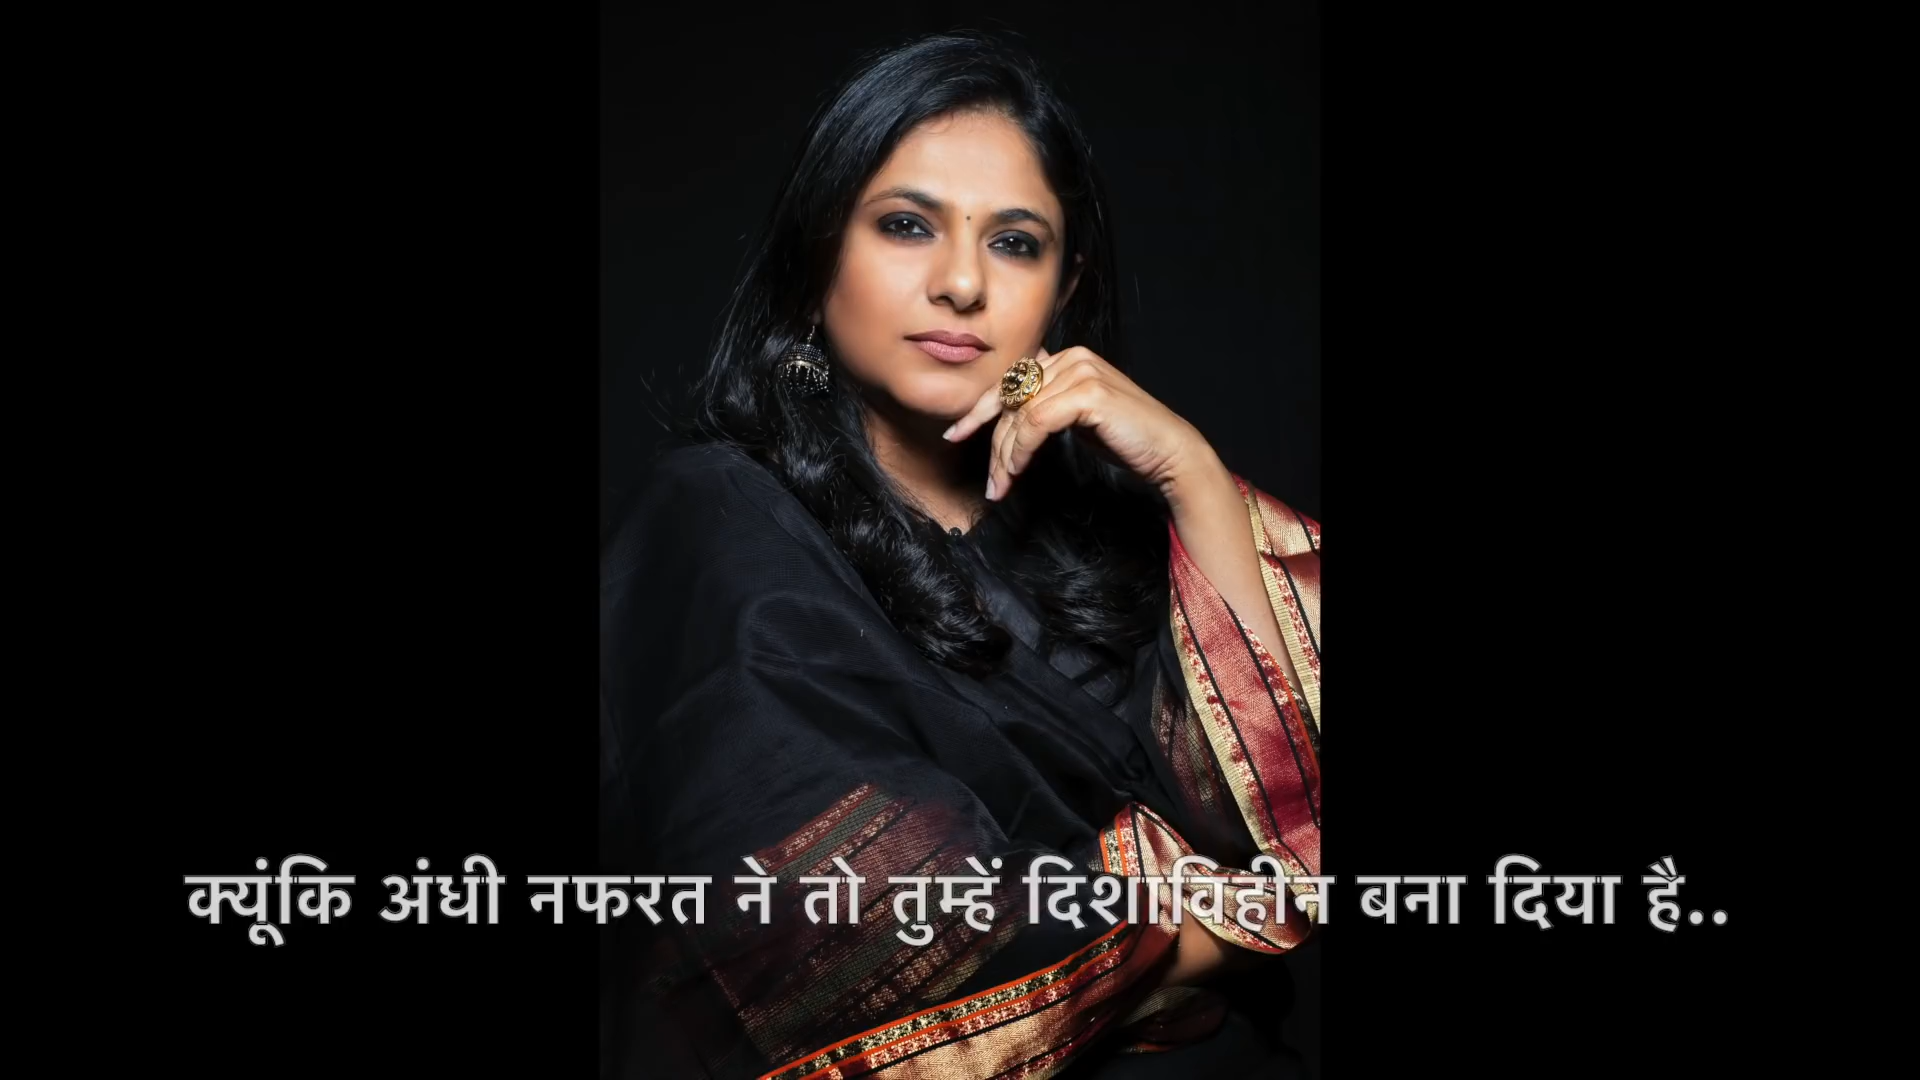 क्यूंकि अंधी नफरत ने तो तुम्हें दिशाविहीन बना दिया है..